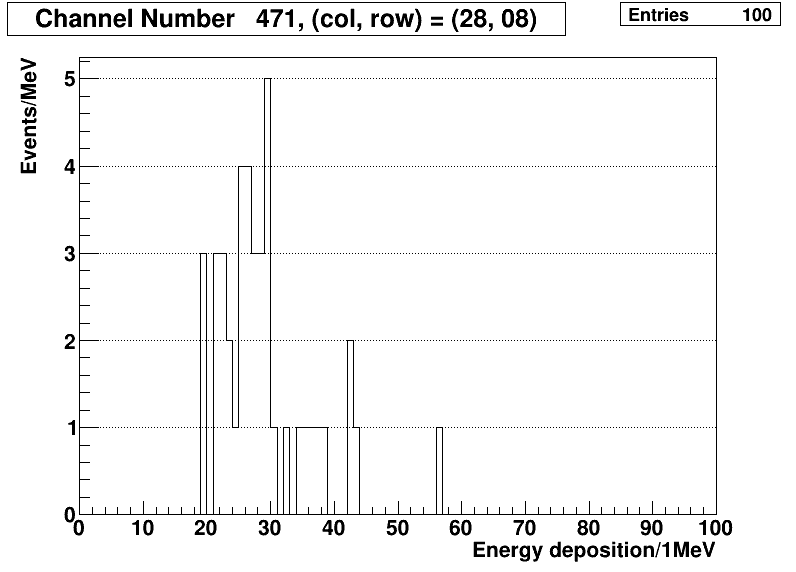 Channel Number 471, (col, row) = (28, 08)
Entries 100
Events/MeV
5
4
3
2
1
0
0 10 20 30 40 50 60 70 80 90 100
Energy deposition/1MeV